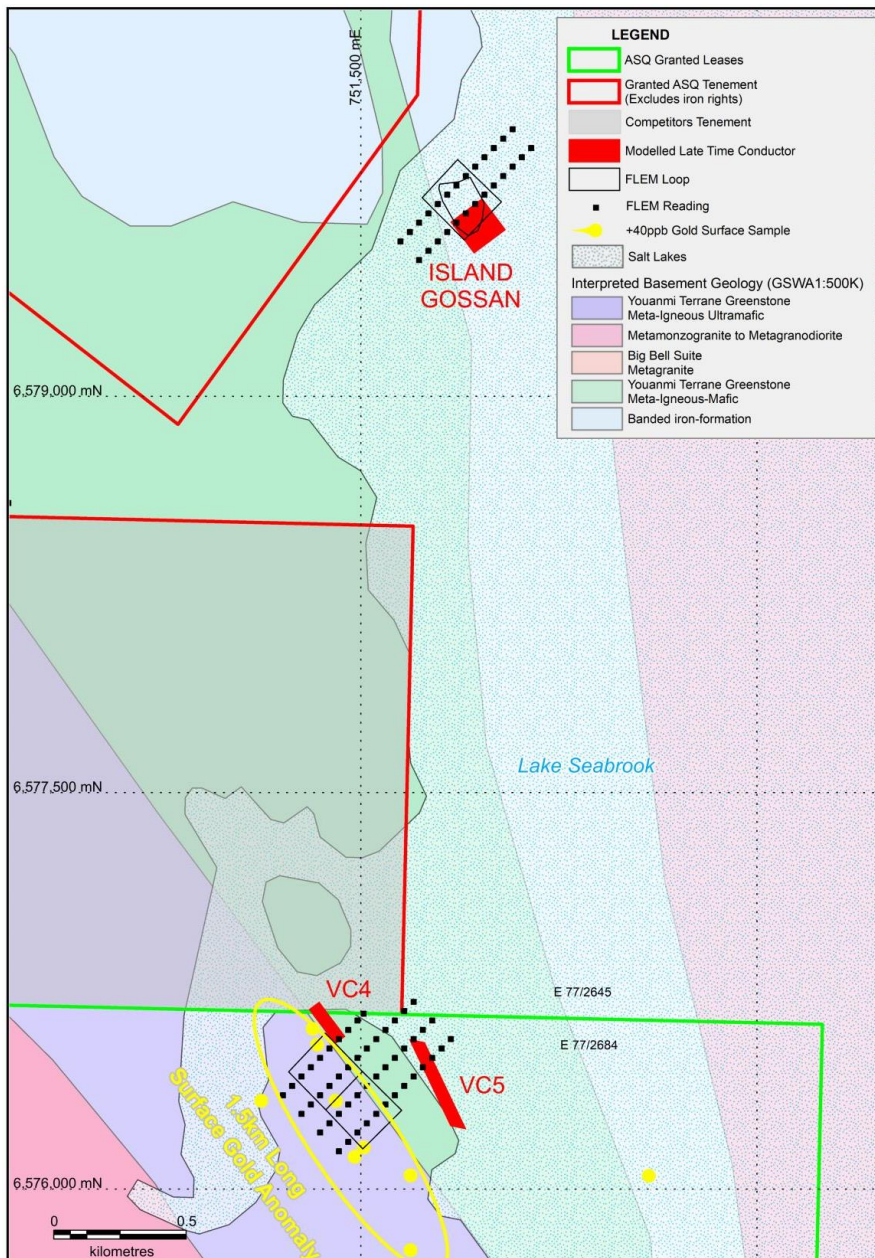 751,500 mE
LEGEND
ASQ Granted Leases
Granted ASQ Tenement
(Excludes iron rights)
Competitors Tenement
Modelled Late Time Conductor
FLEM Loop
FLEM Reading
+40ppb Gold Surface Sample
Salt Lakes
Interpreted Basement Geology (GSWA1:500K)
Youanmi Terrane Greenstone
Meta-Igneous Ultramafic
Metamonzogranite to Metagranodiorite
Big Bell Suite
Metagranite
Youanmi Terrane Greenstone
Meta-Igneous-Mafic
Banded iron-formation
ISLAND
GOSSAN
6,579,000 mN
Lake Seabrook
6,577,500 mN
VC4
E 77/2645
E 77/2684
VC5
1.5km Long
Surface Gold Anomaly
6,576,000 mN
0 0.5
kilometres